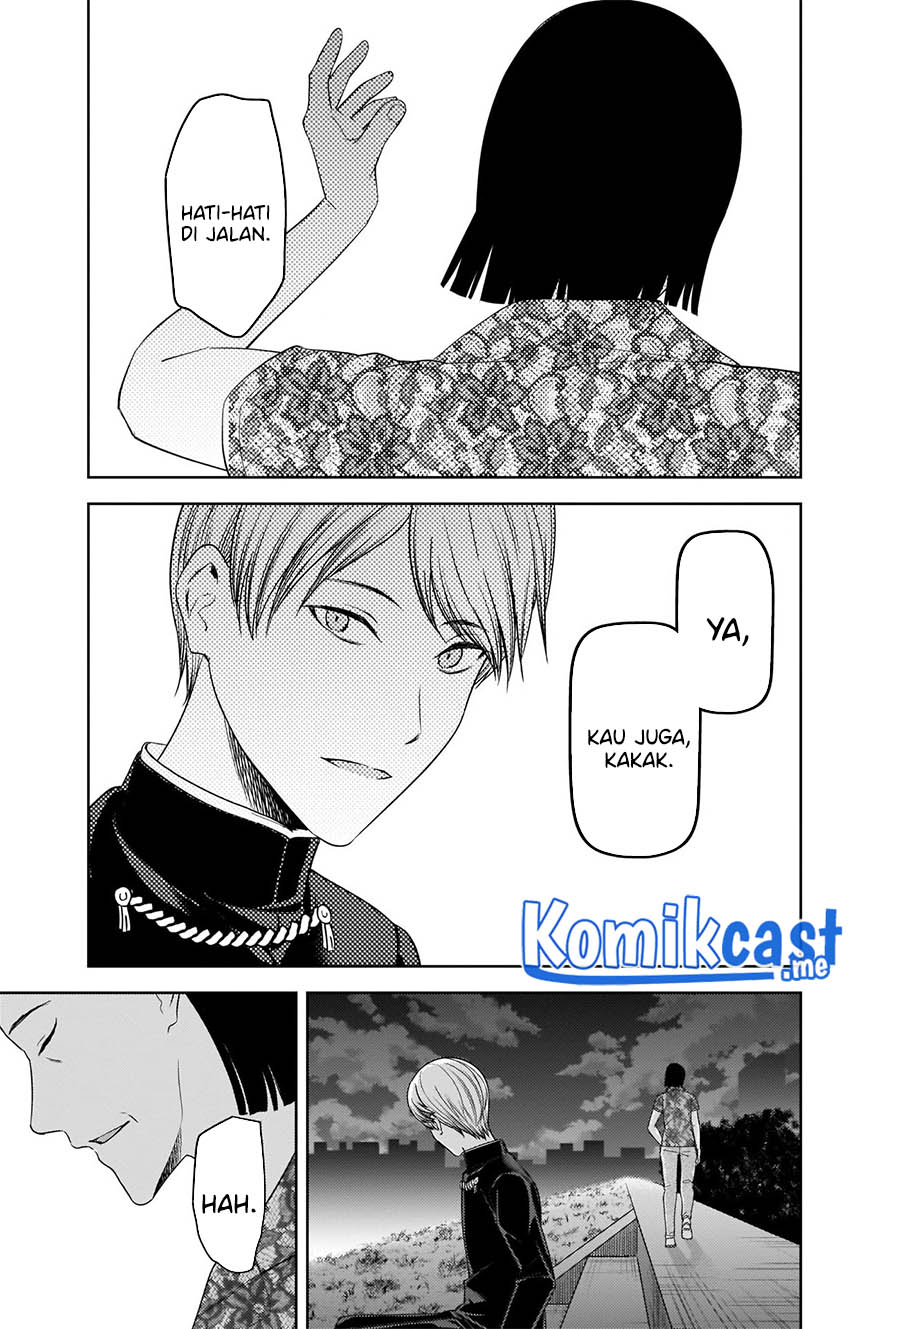 HATI-HATI
DI JALAN.
YA,
KAU JUGA,
KAKAK.
Komikcast
.me
HAH.